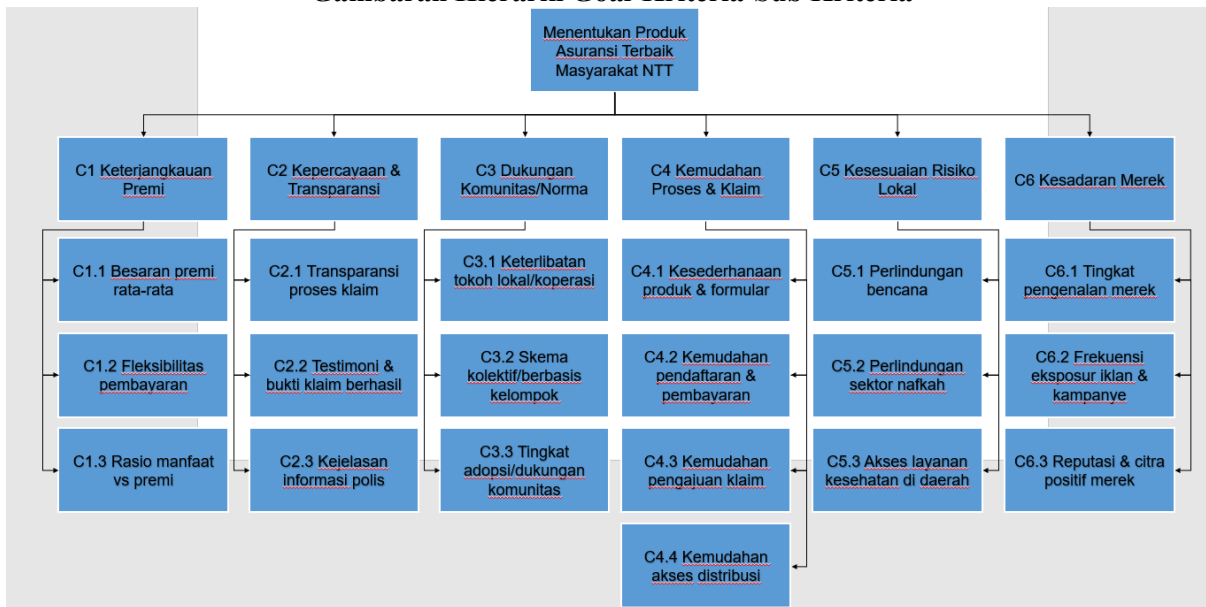 Gambaran Hierarki Goal-Kriteria-Sub Kriteria
Menentukan Produk
Asuransi Terbaik
Masyarakat NTT
C1 Keterjangkauan
Premi
C2 Kepercayaan &
Transparansi
C3 Dukungan
Komunitas/Norma
C4 Kemudahan
Proses & Klaim
C5 Kesesuaian Risiko
Lokal
C6 Kesadaran Merek
C1.1 Besaran premi
rata-rata
C2.1 Transparansi
proses klaim
C3.1 Keterlibatan
tokoh lokal/koperasi
C4.1 Kesederhanaan
produk & formular
C5.1 Perlindungan
bencana
C6.1 Tingkat
pengenalan merek
C1.2 Fleksibilitas
pembayaran
C2.2 Testimoni &
bukti klaim berhasil
C3.2 Skema
kolektif/berbasis
kelompok
C4.2 Kemudahan
pendaftaran &
pembayaran
C5.2 Perlindungan
sektor nafkah
C6.2 Frekuensi
eksposur iklan &
kampanye
C1.3 Rasio manfaat
vs premi
C2.3 Kejelasan
informasi polis
C3.3 Tingkat
adopsi/dukungan
komunitas
C4.3 Kemudahan
pengajuan klaim
C5.3 Akses layanan
kesehatan di daerah
C6.3 Reputasi & citra
positif merek
C4.4 Kemudahan
akses distribusi